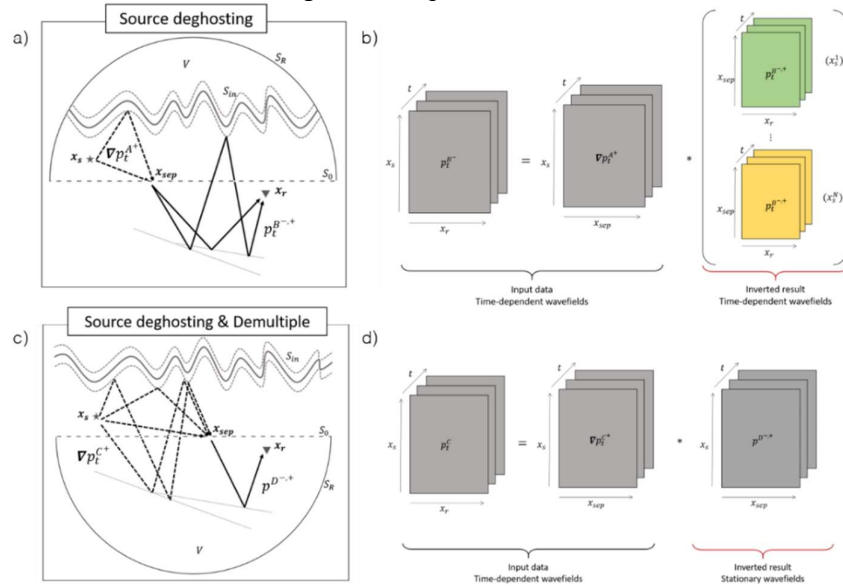 Source deghosting
a)
V
S_R
S_in
x_s
∇p_t^{A+}
x_sep
S_0
x_r
p_t^{B-,+}
b)
t
x_s
p_t^{B-}
x_r
=
t
x_s
∇p_t^{A+}
x_sep
*
t
x_sep
p_t^{B-,+}
x_r
(x_s^1)
⋮
t
x_sep
p_t^{B-,+}
x_r
(x_s^N)
Input data
Time-dependent wavefields
Inverted result
Time-dependent wavefields
Source deghosting & Demultiple
c)
S_in
x_s
x_sep
S_0
x_r
∇p_t^{C+}
p^{D-,+}
S_R
V
d)
t
x_s
p_t^C
x_r
=
t
x_s
∇p_t^{C+}
x_sep
*
t
x_s
p^{D-,+}
x_sep
Input data
Time-dependent wavefields
Inverted result
Stationary wavefields